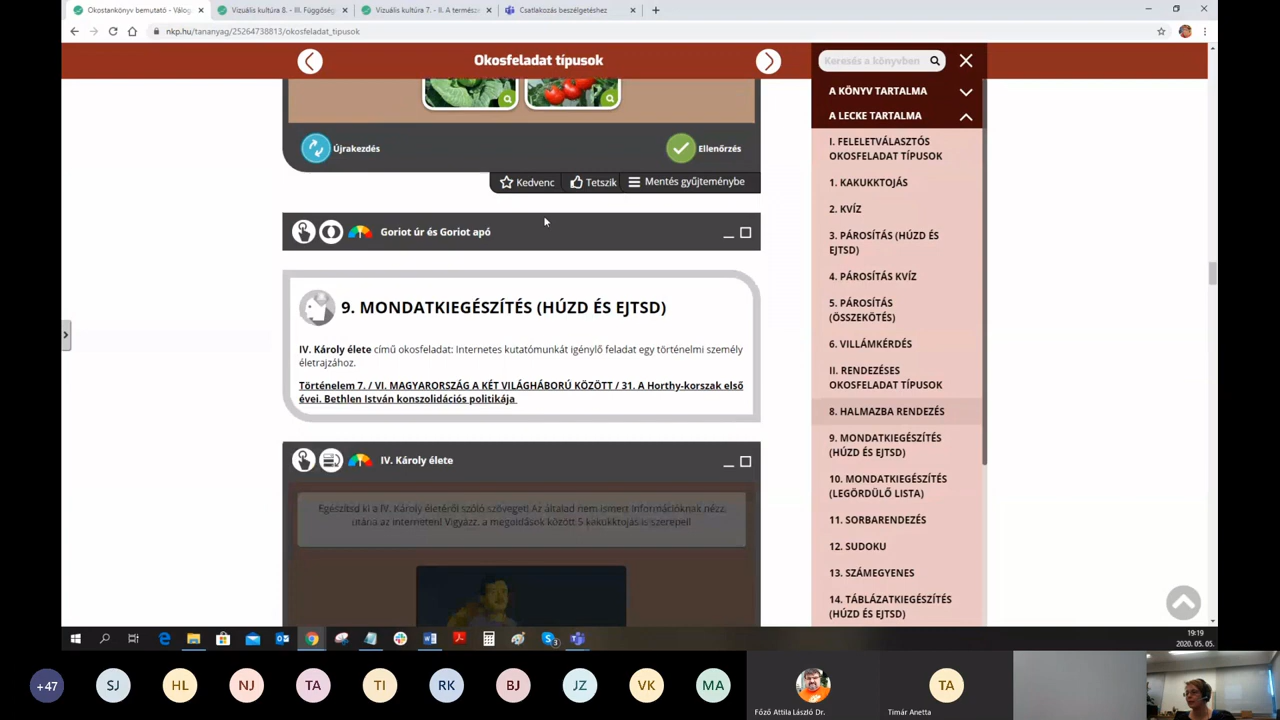 Okostankönyv bemutató - Válog
Vizuális kultúra 8. - III. Függőség
Vizuális kultúra 7. - II. A természe
Csatlakozás beszélgetéshez
nkp.hu/tananyag/25264738813/okosfeladat_tipusok
Okosfeladat típusok
Keresés a könyvben
A KÖNYV TARTALMA
A LECKE TARTALMA
Újrakezdés
Ellenőrzés
Kedvenc
Tetszik
Mentés gyűjteménybe
Goriot úr és Goriot apó
9. MONDATKIEGÉSZÍTÉS (HÚZD ÉS EJTSD)
IV. Károly élete című okosfeladat: Internetes kutatómunkát igénylő feladat egy történelmi személy
életrajzához.
Történelem 7. / VI. MAGYARORSZÁG A KÉT VILÁGHÁBORÚ KÖZÖTT / 31. A Horthy-korszak első
évei. Bethlen István konszolidációs politikája
IV. Károly élete
Egészítsd ki a IV. Károly életéről szóló szöveget! Az általad nem ismert információknak nézz
utána az interneten! Vigyázz, a megoldások között 5 kakukktojás is szerepel!
I. FELELETVÁLASZTÓS
OKOSFELADAT TÍPUSOK
1. KAKUKKTOJÁS
2. KVÍZ
3. PÁROSÍTÁS (HÚZD ÉS
EJTSD)
4. PÁROSÍTÁS KVÍZ
5. PÁROSÍTÁS
(ÖSSZEKÖTÉS)
6. VILLÁMKÉRDÉS
II. RENDEZÉSES
OKOSFELADAT TÍPUSOK
8. HALMAZBA RENDEZÉS
9. MONDATKIEGÉSZÍTÉS
(HÚZD ÉS EJTSD)
10. MONDATKIEGÉSZÍTÉS
(LEGÖRDÜLŐ LISTA)
11. SORBARENDEZÉS
12. SUDOKU
13. SZÁMEGYENES
14. TÁBLÁZATKIEGÉSZÍTÉS
(HÚZD ÉS EJTSD)
19:19
2020. 05. 05.
+47
SJ
HL
NJ
TA
TI
RK
BJ
JZ
VK
MA
Főző Attila László Dr.
TA
Timár Anetta